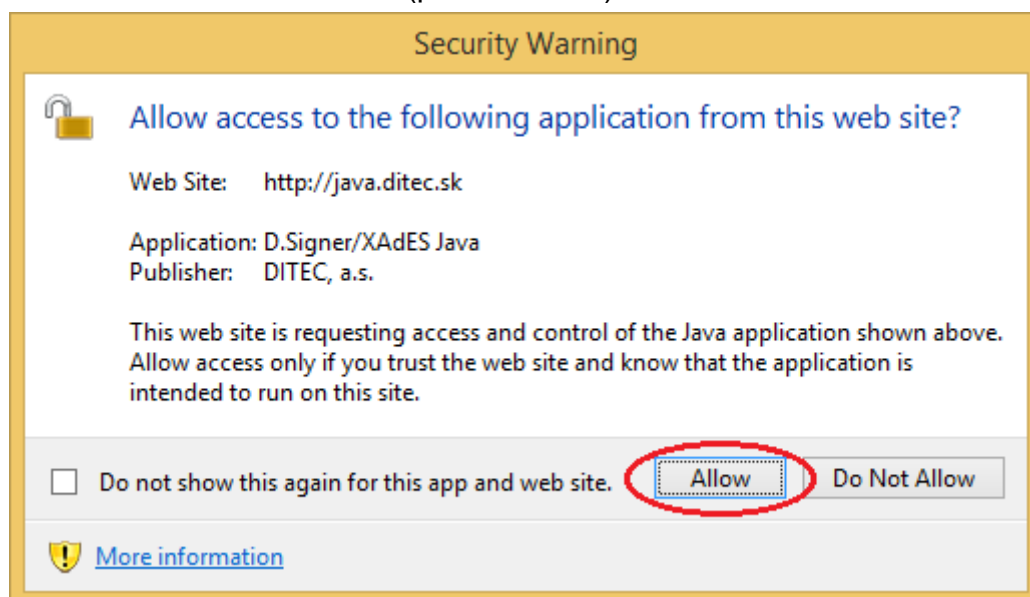 Security Warning
Allow access to the following application from this web site?
Web Site: http://java.ditec.sk
Application: D.Signer/XAdES Java
Publisher: DITEC, a.s.
This web site is requesting access and control of the Java application shown above.
Allow access only if you trust the web site and know that the application is
intended to run on this site.
Do not show this again for this app and web site. Allow Do Not Allow
More information